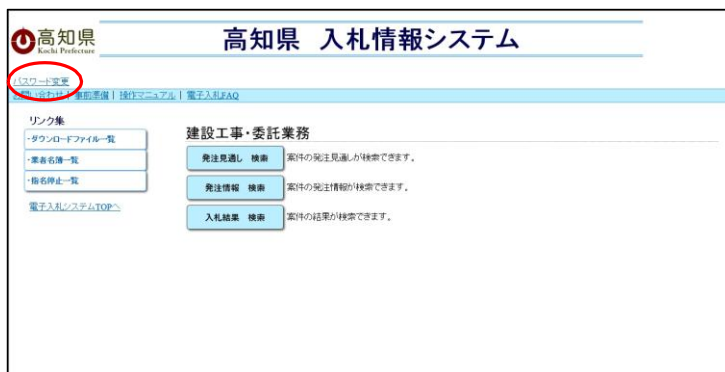 高知県 高知県 入札情報システム
Kochi Prefecture
パスワード変更
お問い合わせ | 事前準備 | 操作マニュアル | 電子入札FAQ
リンク集
・ダウンロードファイル一覧
・業者名簿一覧
・指名停止一覧
電子入札システムTOPへ
建設工事・委託業務
発注見通し 検索 案件の発注見通しが検索できます。
発注情報 検索 案件の発注情報が検索できます。
入札結果 検索 案件の結果が検索できます。